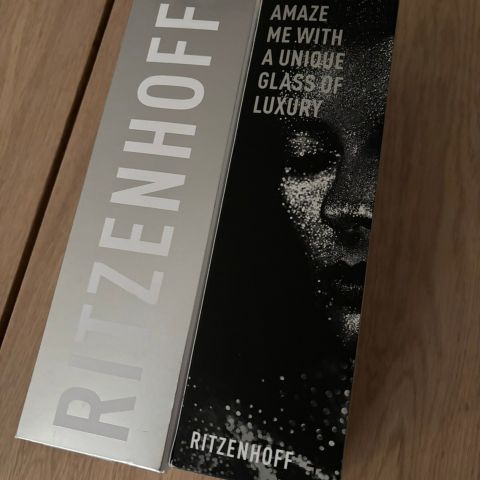 RITZENHOFF
AMAZE
ME WITH
A UNIQUE
GLASS OF
LUXURY
RITZENHOFF